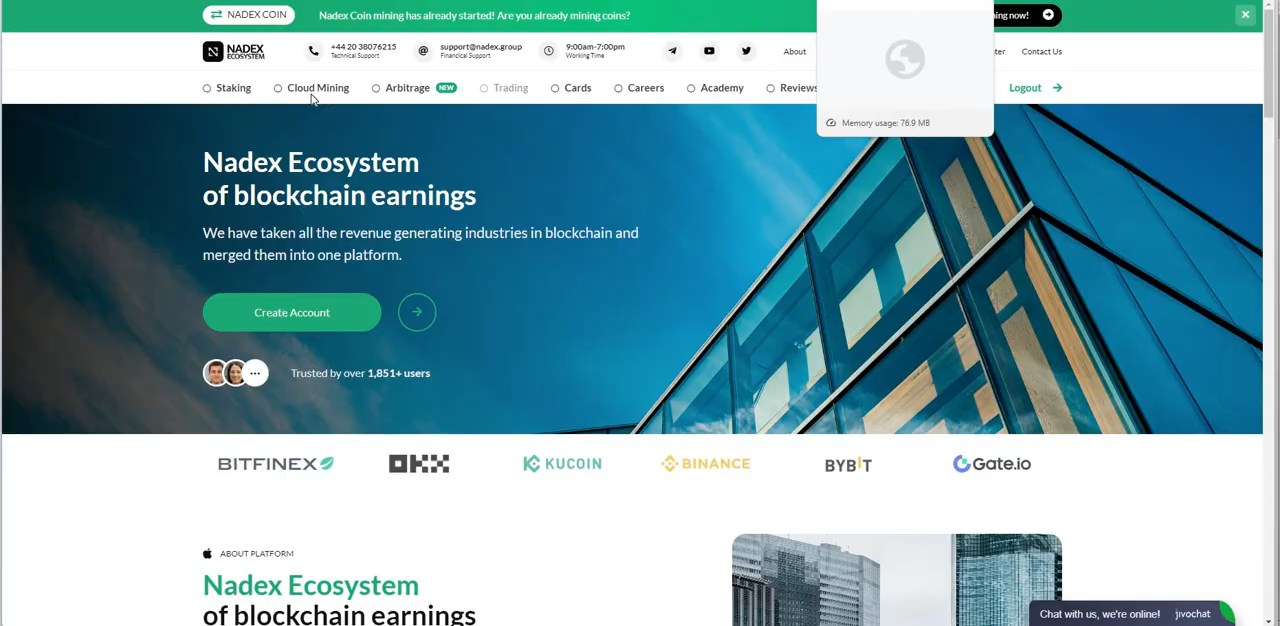 NADEX COIN
Nadex Coin mining has already started! Are you already mining coins?
ning now!
NADEX
ECOSYSTEM
+44 20 38076215
Technical Support
support@nadex.group
Financical Support
9:00am-7:00pm
Working Time
About
ter
Contact Us
Staking
Cloud Mining
Arbitrage
NEW
Trading
Cards
Careers
Academy
Reviews
Logout
Memory usage: 76.9 MB
Nadex Ecosystem
of blockchain earnings
We have taken all the revenue generating industries in blockchain and
merged them into one platform.
Create Account
Trusted by over 1,851+ users
BITFINEX
OKX
KUCOIN
BINANCE
BYBIT
Gate.io
ABOUT PLATFORM
Nadex Ecosystem
of blockchain earnings
Chat with us, we're online!
jivochat